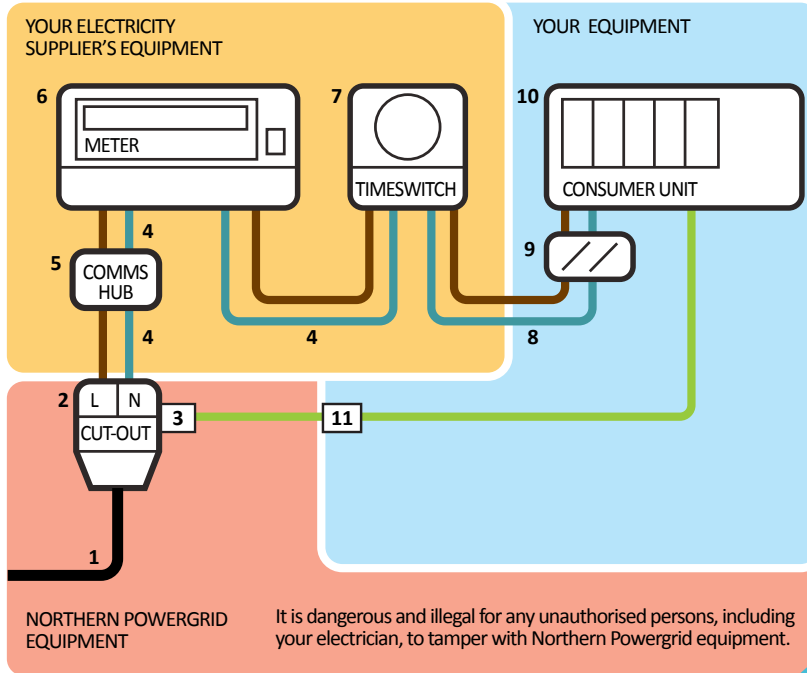 YOUR ELECTRICITY
SUPPLIER'S EQUIPMENT
YOUR EQUIPMENT
6
7
10
METER
TIMESWITCH
CONSUMER UNIT
4
5
COMMS
HUB
9
4
4
8
2
L
N
3
11
CUT-OUT
1
NORTHERN POWERGRID
EQUIPMENT
It is dangerous and illegal for any unauthorised persons, including
your electrician, to tamper with Northern Powergrid equipment.